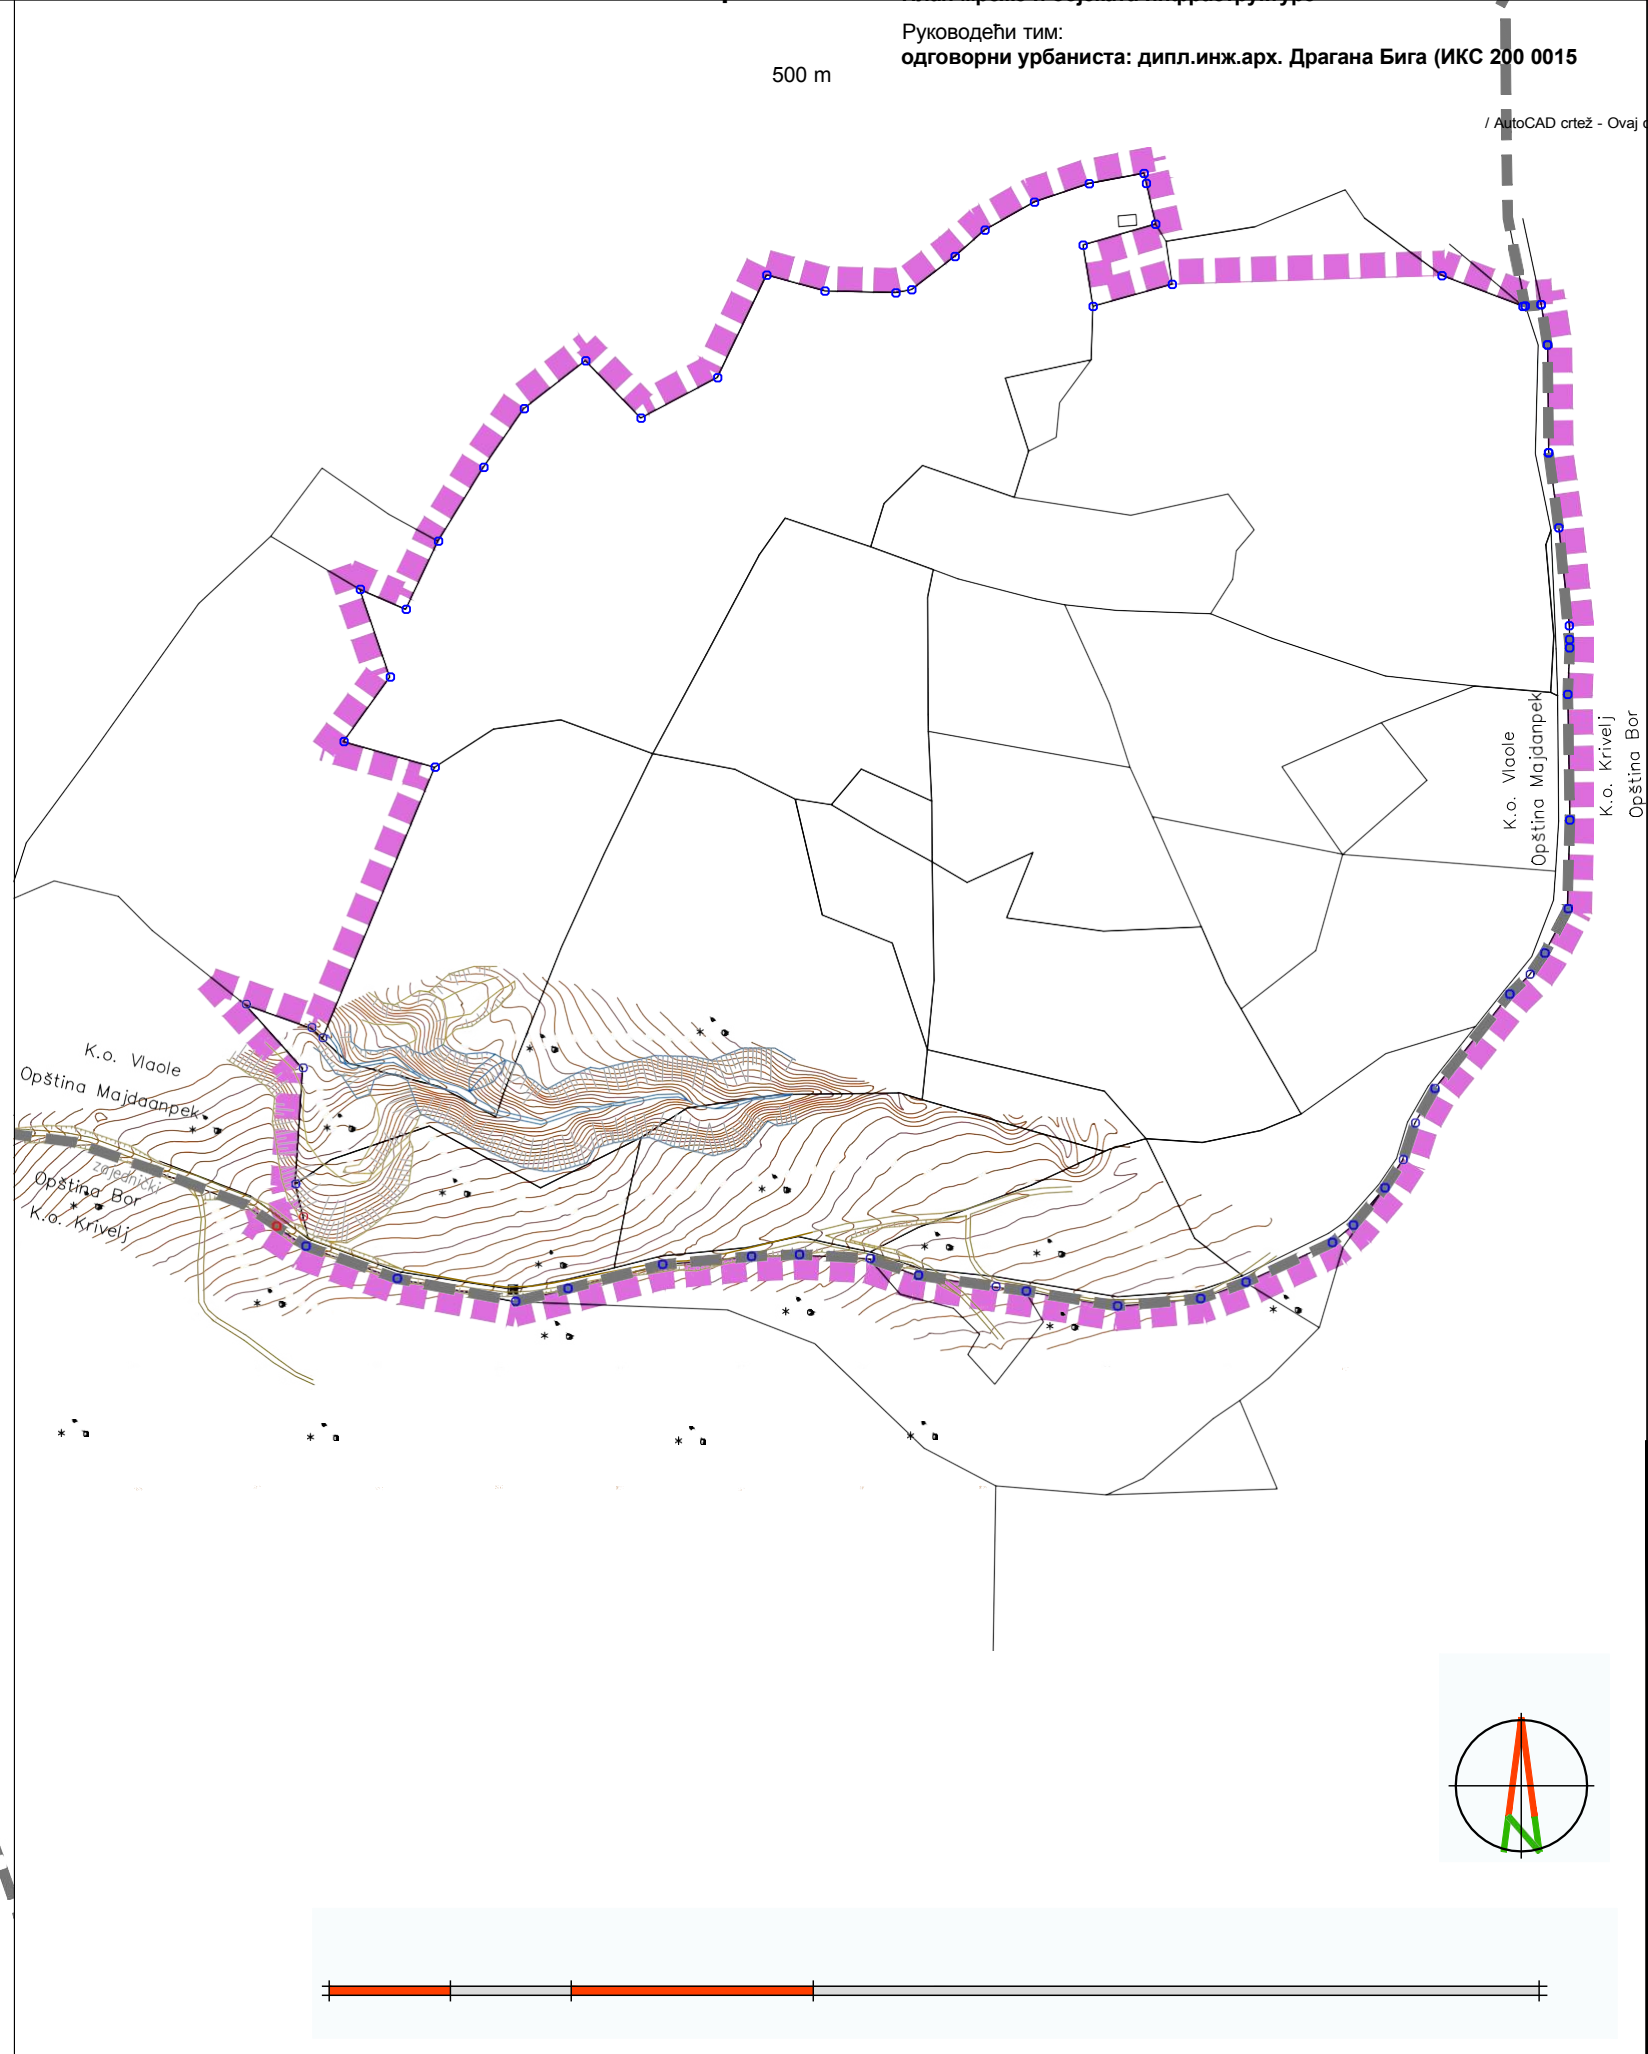 Руководећи тим:
одговорни урбаниста: дипл.инж.арх. Драгана Бига (ИКС 200 0015
500 m
/ AutoCAD crtež - Ovaj
K.o. Vlaole
Opština Majdanpek
K.o. Krivelj
Opština Bor
K.o. Vlaole
Opština Majdaanpek
zajednički
Opština Bor
K.o. Krivelj
N